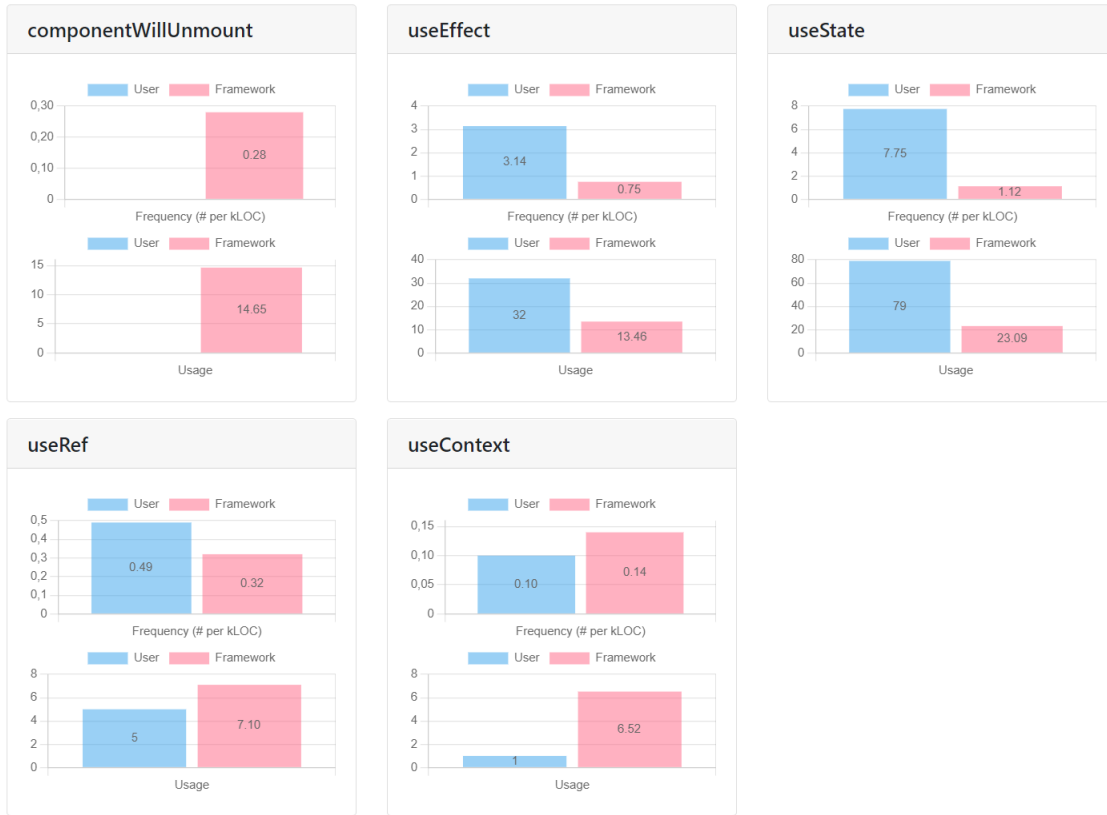 componentWillUnmount
User Framework
0,30
0,20
0,10
0
0.28
Frequency (# per kLOC)
User Framework
15
10
5
0
14.65
Usage
useEffect
User Framework
4
3
2
1
0
3.14
0.75
Frequency (# per kLOC)
User Framework
40
30
20
10
0
32
13.46
Usage
useState
User Framework
8
6
4
2
0
7.75
1.12
Frequency (# per kLOC)
User Framework
80
60
40
20
0
79
23.09
Usage
useRef
User Framework
0,5
0,4
0,3
0,2
0,1
0
0.49
0.32
Frequency (# per kLOC)
User Framework
8
6
4
2
0
5
7.10
Usage
useContext
User Framework
0,15
0,10
0,05
0
0.10
0.14
Frequency (# per kLOC)
User Framework
8
6
4
2
0
1
6.52
Usage